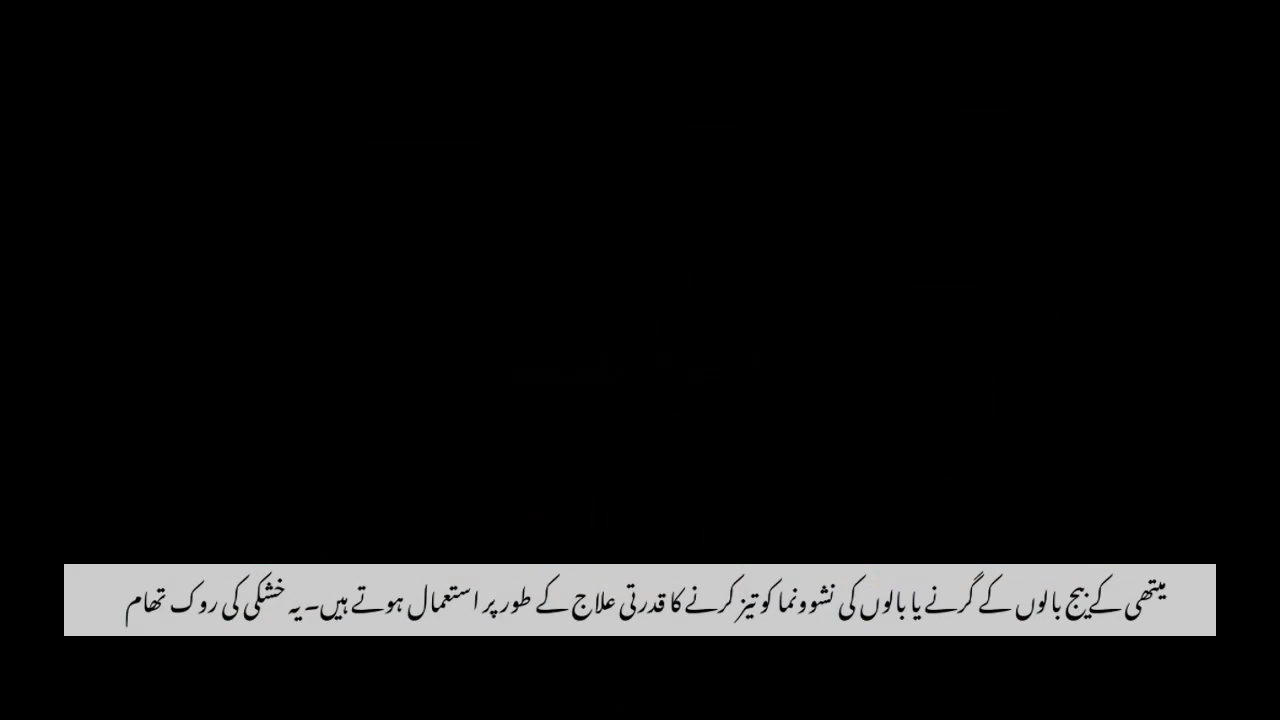 میتھی کے بیج بالوں کے گرنے یا بالوں کی نشوونما کو تیز کرنے کا قدرتی علاج کے طور پر استعمال ہوتے ہیں۔ یہ خشکی کی روک تھام